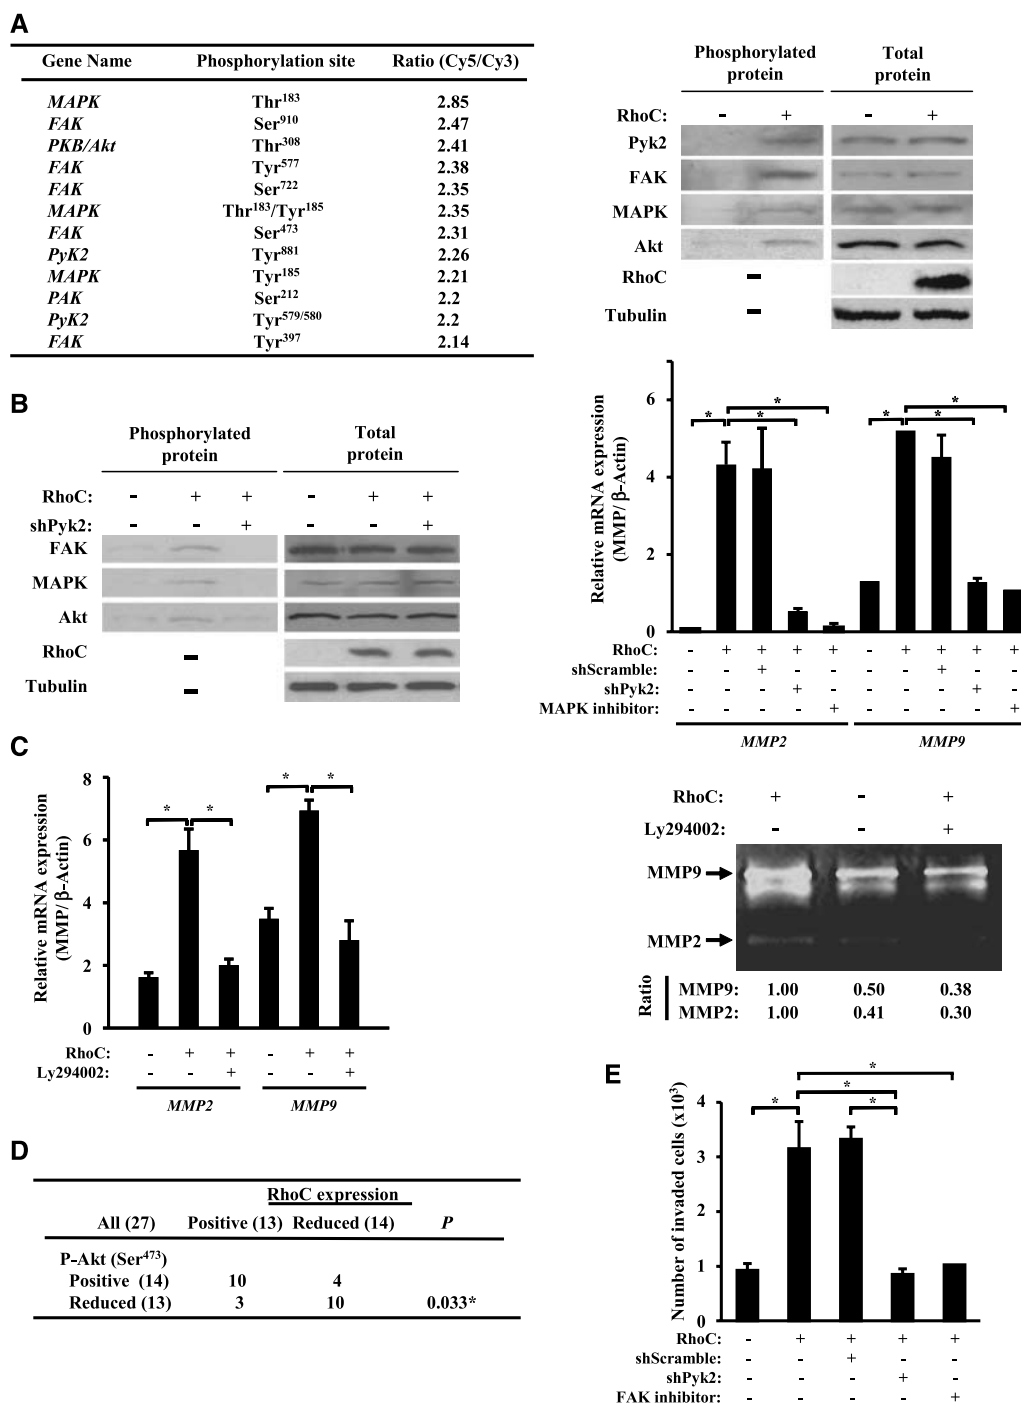 A
Gene Name Phosphorylation site Ratio (Cy5/Cy3)
MAPK Thr183 2.85
FAK Ser910 2.47
PKB/Akt Thr308 2.41
FAK Tyr577 2.38
FAK Ser722 2.35
MAPK Thr183/Tyr185 2.35
FAK Ser473 2.31
PyK2 Tyr881 2.26
MAPK Tyr185 2.21
PAK Ser212 2.2
PyK2 Tyr579/580 2.2
FAK Tyr397 2.14
Phosphorylated protein Total protein
RhoC: - + - +
Pyk2
FAK
MAPK
Akt
RhoC -
Tubulin -
B
Phosphorylated protein Total protein
RhoC: - + + - + +
shPyk2: - - + - - +
FAK
MAPK
Akt
RhoC -
Tubulin -
Relative mRNA expression
(MMP/ β-Actin)
6
4
2
0
* * * * * *
RhoC: - + + + + - + + + +
shScramble: - - + - - - - + - -
shPyk2: - - - + - - - - + -
MAPK inhibitor: - - - - + - - - - +
MMP2 MMP9
C
Relative mRNA expression
(MMP/ β-Actin)
8
6
4
2
0
* * * *
RhoC: - + + - + +
Ly294002: - - + - - +
MMP2 MMP9
RhoC: + - +
Ly294002: - - +
MMP9
MMP2
Ratio
MMP9: 1.00 0.50 0.38
MMP2: 1.00 0.41 0.30
D
RhoC expression
All (27) Positive (13) Reduced (14) P
P-Akt (Ser473)
Positive (14) 10 4
Reduced (13) 3 10 0.033*
E
Number of invaded cells (x103)
4
3
2
1
0
* * * *
RhoC: - + + + +
shScramble: - - + - -
shPyk2: - - - + -
FAK inhibitor: - - - - +